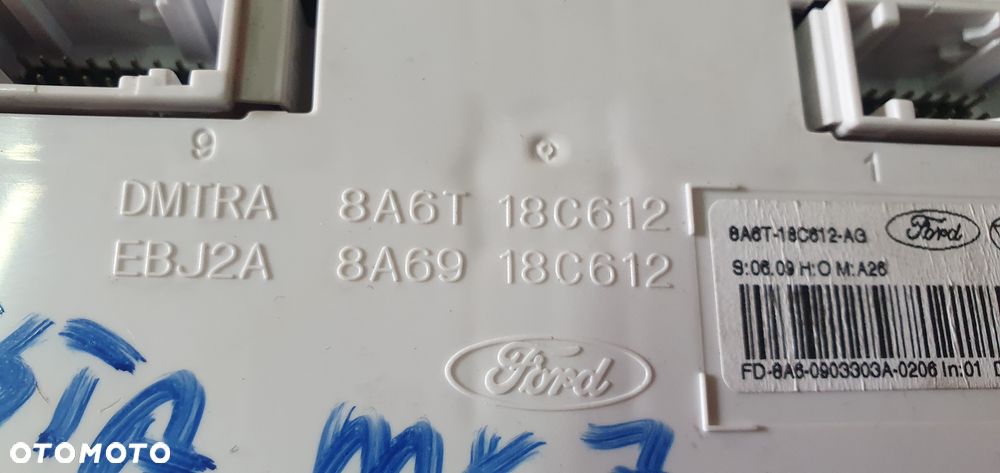 9
1
DMTRA 8A6T 18C612
EBJ2A 8A69 18C612
Ford
8A6T-18C612-AG Ford
S:06.09 H:O M:A26
FD-8A6-0903303A-0206 In:01 D
MK7
OTOMOTO